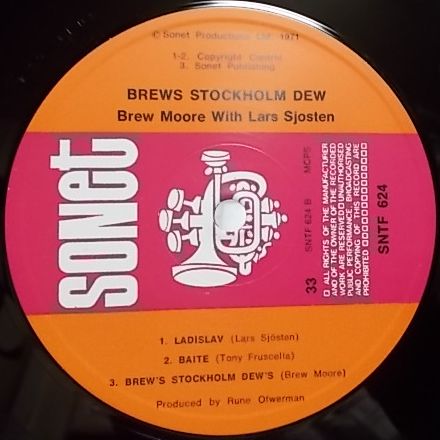 © Sonet Productions Ltd. 1971
1-2. Copyright Control
3. Sonet Publishing
BREWS STOCKHOLM DEW
Brew Moore With Lars Sjosten
sonet
33
SNTF 624 B
MCPS
ALL RIGHTS OF THE MANUFACTURER
AND OF THE OWNER OF THE RECORDED
WORK ARE RESERVED UNAUTHORISED
PUBLIC PERFORMANCE, BROADCASTING
AND COPYING OF THIS RECORD ARE
PROHIBITED
SNTF 624
1. LADISLAV (Lars Sjösten)
2. BAITE (Tony Fruscella)
3. BREW'S STOCKHOLM DEW'S (Brew Moore)
Produced by Rune Ofwerman